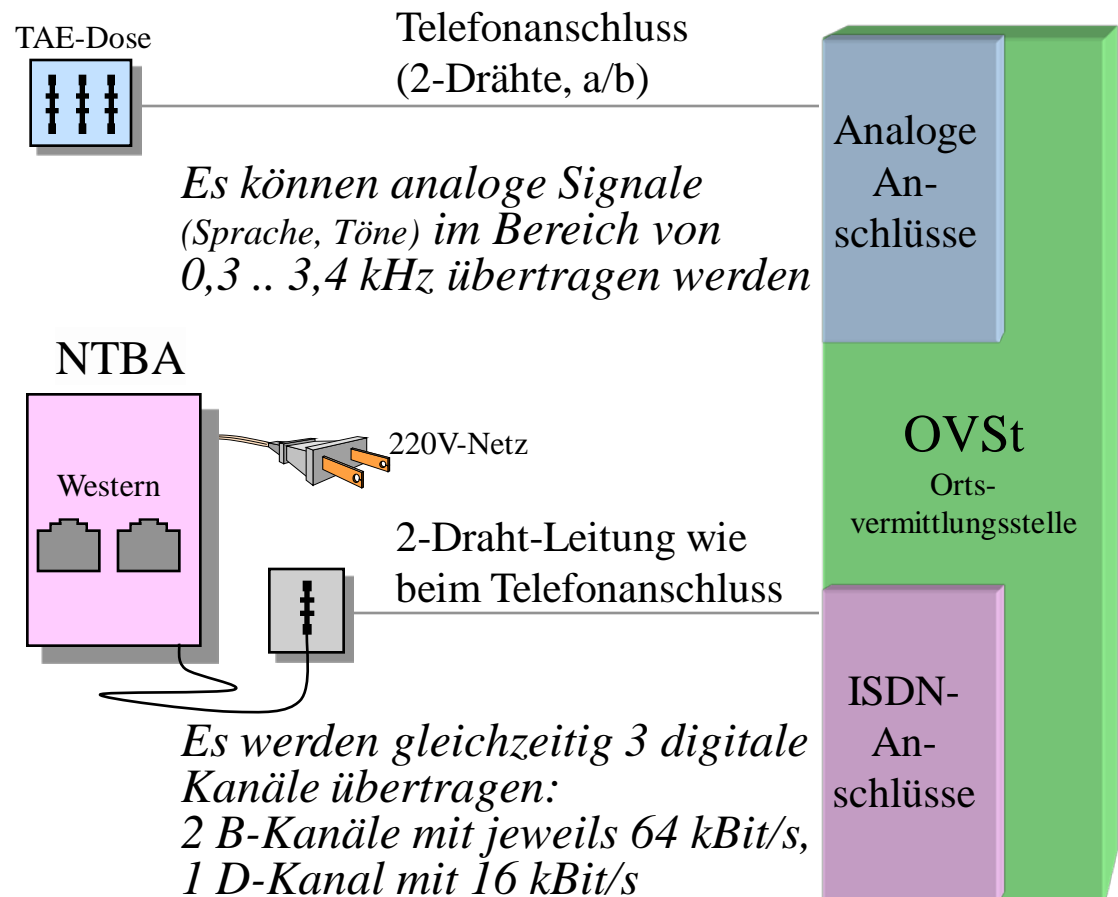 TAE-Dose
Telefonanschluss
(2-Drähte, a/b)
Es können analoge Signale
(Sprache, Töne) im Bereich von
0,3 .. 3,4 kHz übertragen werden
Analoge
An-
schlüsse
NTBA
Western
220V-Netz
OVSt
Orts-
vermittlungsstelle
2-Draht-Leitung wie
beim Telefonanschluss
ISDN-
An-
schlüsse
Es werden gleichzeitig 3 digitale
Kanäle übertragen:
2 B-Kanäle mit jeweils 64 kBit/s,
1 D-Kanal mit 16 kBit/s